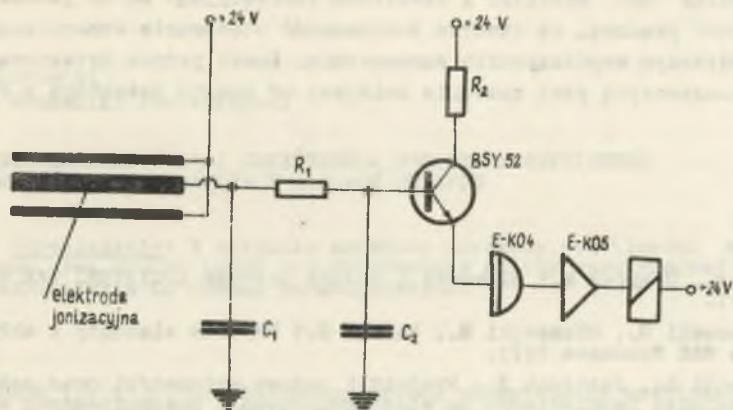 +24 V
+24 V
R₂
R₁
BSY 52
E-K04
E-K05
+24V
elektroda
jonizacyjna
C₁
C₂